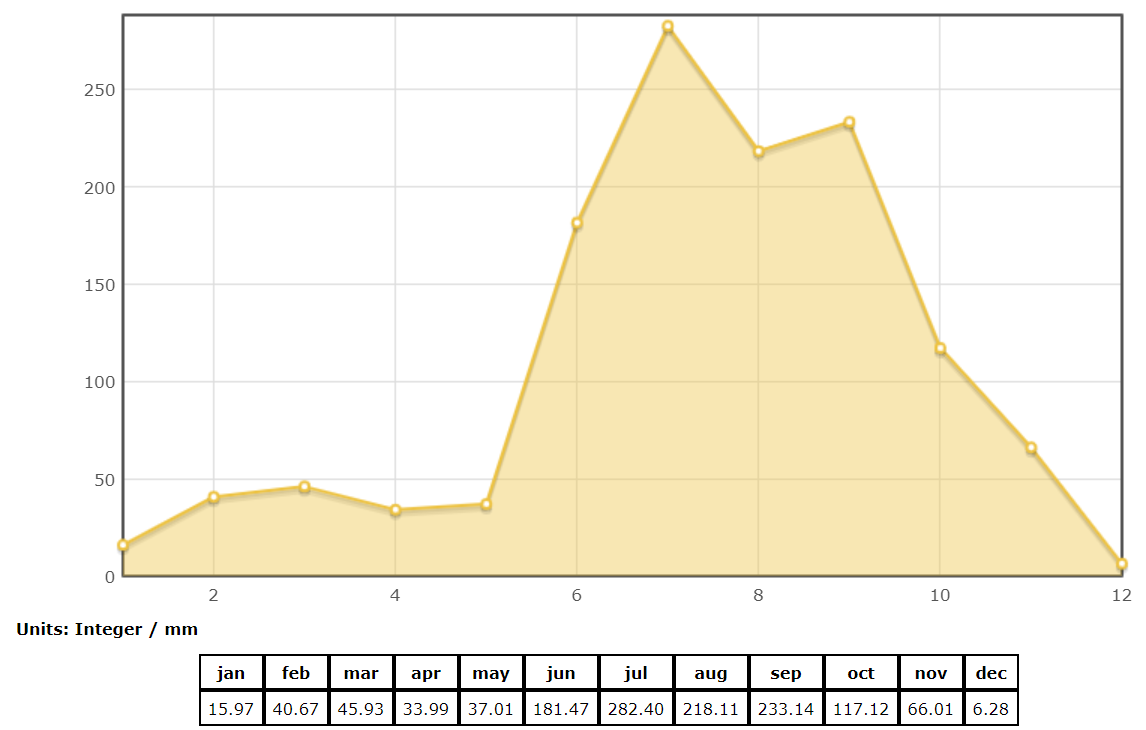 250
200
150
100
50
0
2 4 6 8 10 12
Units: Integer / mm
jan feb mar apr may jun jul aug sep oct nov dec
15.97 40.67 45.93 33.99 37.01 181.47 282.40 218.11 233.14 117.12 66.01 6.28